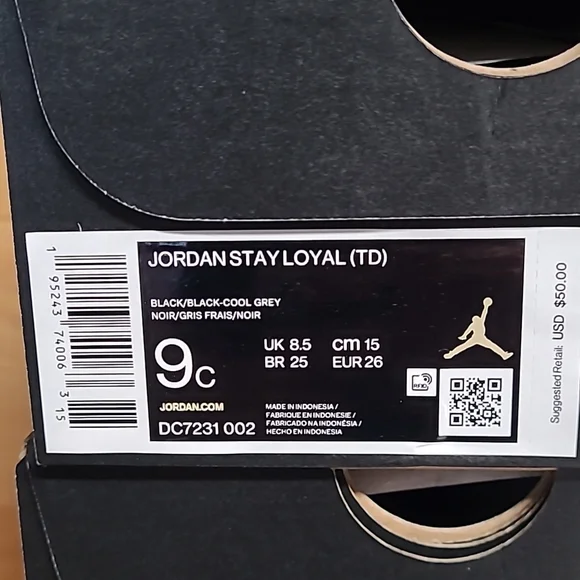 JORDAN STAY LOYAL (TD)
BLACK/BLACK-COOL GREY
NOIR/GRIS FRAIS/NOIR
9C
UK 8.5 cm 15
BR 25 EUR 26
RFID
JORDAN.COM
DC7231 002
MADE IN INDONESIA /
FABRIQUE EN INDONESIE /
FABRICADO NA INDONÉSIA /
HECHO EN INDONESIA
1 95243 74006 3 15
Suggested Retail: USD $50.00